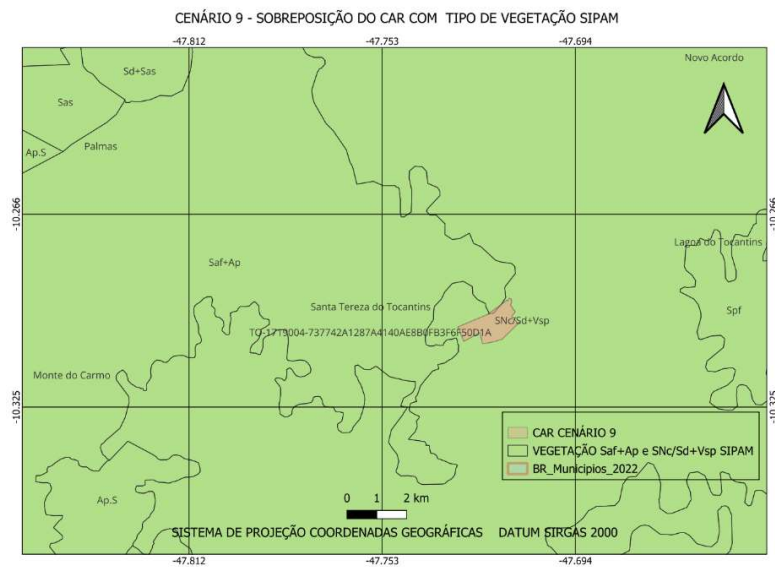 CENÁRIO 9 - SOBREPOSIÇÃO DO CAR COM TIPO DE VEGETAÇÃO SIPAM
-47.812 -47.753 -47.694
Novo Acordo
Sd+Sas
Sas
Palmas
Ap.S
-10.266 -10.266
Lagoa do Tocantins
Saf+Ap
Santa Tereza do Tocantins
Spf
SNc/Sd+Vsp
TO-1719004-737742A1287A4140AE8B0FB3F6F50D1A
Monte do Carmo
-10.325 -10.325
CAR CENÁRIO 9
VEGETAÇÃO Saf+Ap e SNc/Sd+Vsp SIPAM
BR_Municipios_2022
Ap.S
0 1 2 km
SISTEMA DE PROJEÇÃO COORDENADAS GEOGRÁFICAS DATUM SIRGAS 2000
-47.812 -47.753 -47.694